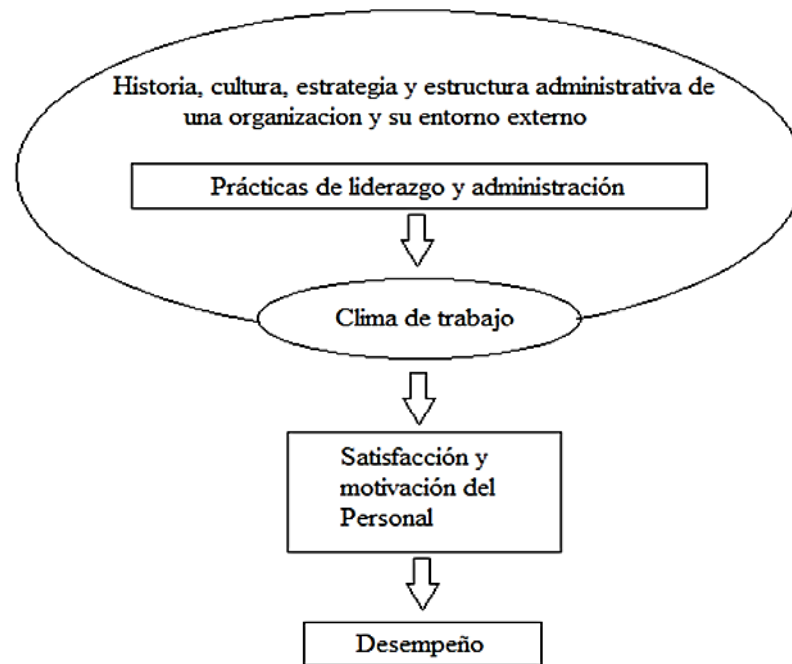 Historia, cultura, estrategia y estructura administrativa de
una organizacion y su entorno externo
Prácticas de liderazgo y administración
Clima de trabajo
Satisfacción y
motivación del
Personal
Desempeño